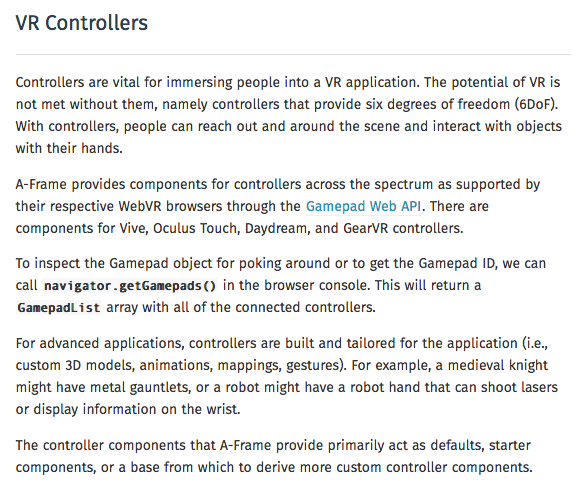 VR Controllers
Controllers are vital for immersing people into a VR application. The potential of VR is
not met without them, namely controllers that provide six degrees of freedom (6DoF).
With controllers, people can reach out and around the scene and interact with objects
with their hands.
A-Frame provides components for controllers across the spectrum as supported by
their respective WebVR browsers through the Gamepad Web API. There are
components for Vive, Oculus Touch, Daydream, and GearVR controllers.
To inspect the Gamepad object for poking around or to get the Gamepad ID, we can
call navigator.getGamepads() in the browser console. This will return a
GamepadList array with all of the connected controllers.
For advanced applications, controllers are built and tailored for the application (i.e.,
custom 3D models, animations, mappings, gestures). For example, a medieval knight
might have metal gauntlets, or a robot might have a robot hand that can shoot lasers
or display information on the wrist.
The controller components that A-Frame provide primarily act as defaults, starter
components, or a base from which to derive more custom controller components.